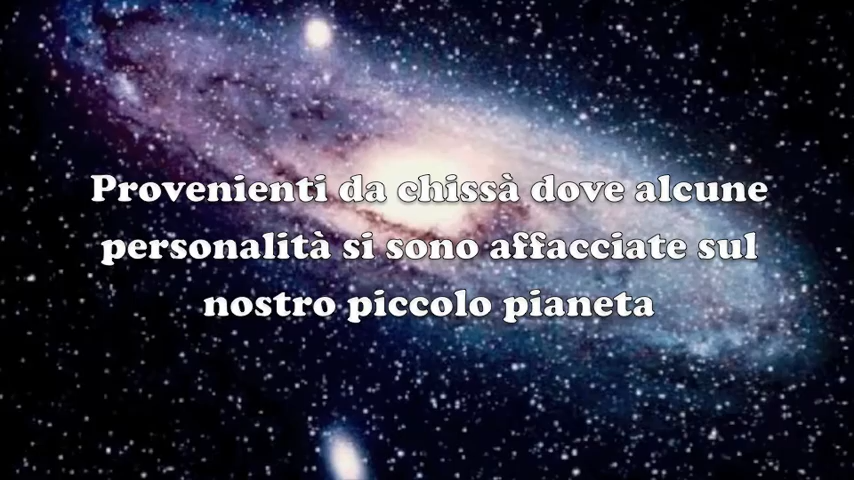 Provenienti da chissà dove alcune
personalità si sono affacciate sul
nostro piccolo pianeta